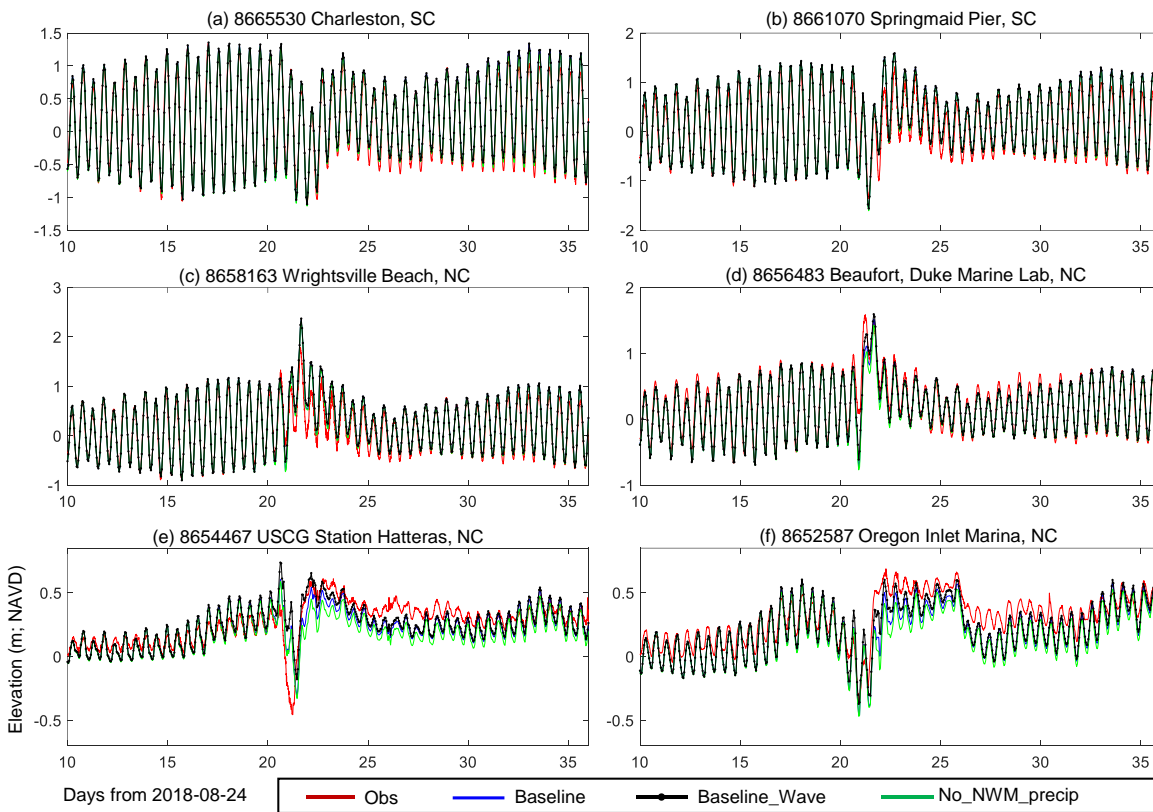 (a) 8665530 Charleston, SC
1.5
1
0.5
0
-0.5
-1
-1.5
10 15 20 25 30 35
(b) 8661070 Springmaid Pier, SC
2
1
0
-1
-2
10 15 20 25 30 35
(c) 8658163 Wrightsville Beach, NC
3
2
1
0
-1
10 15 20 25 30 35
(d) 8656483 Beaufort, Duke Marine Lab, NC
2
1
0
-1
10 15 20 25 30 35
(e) 8654467 USCG Station Hatteras, NC
Elevation (m; NAVD)
0.5
0
-0.5
10 15 20 25 30 35
(f) 8652587 Oregon Inlet Marina, NC
0.5
0
-0.5
10 15 20 25 30 35
Days from 2018-08-24
Obs Baseline Baseline_Wave No_NWM_precip